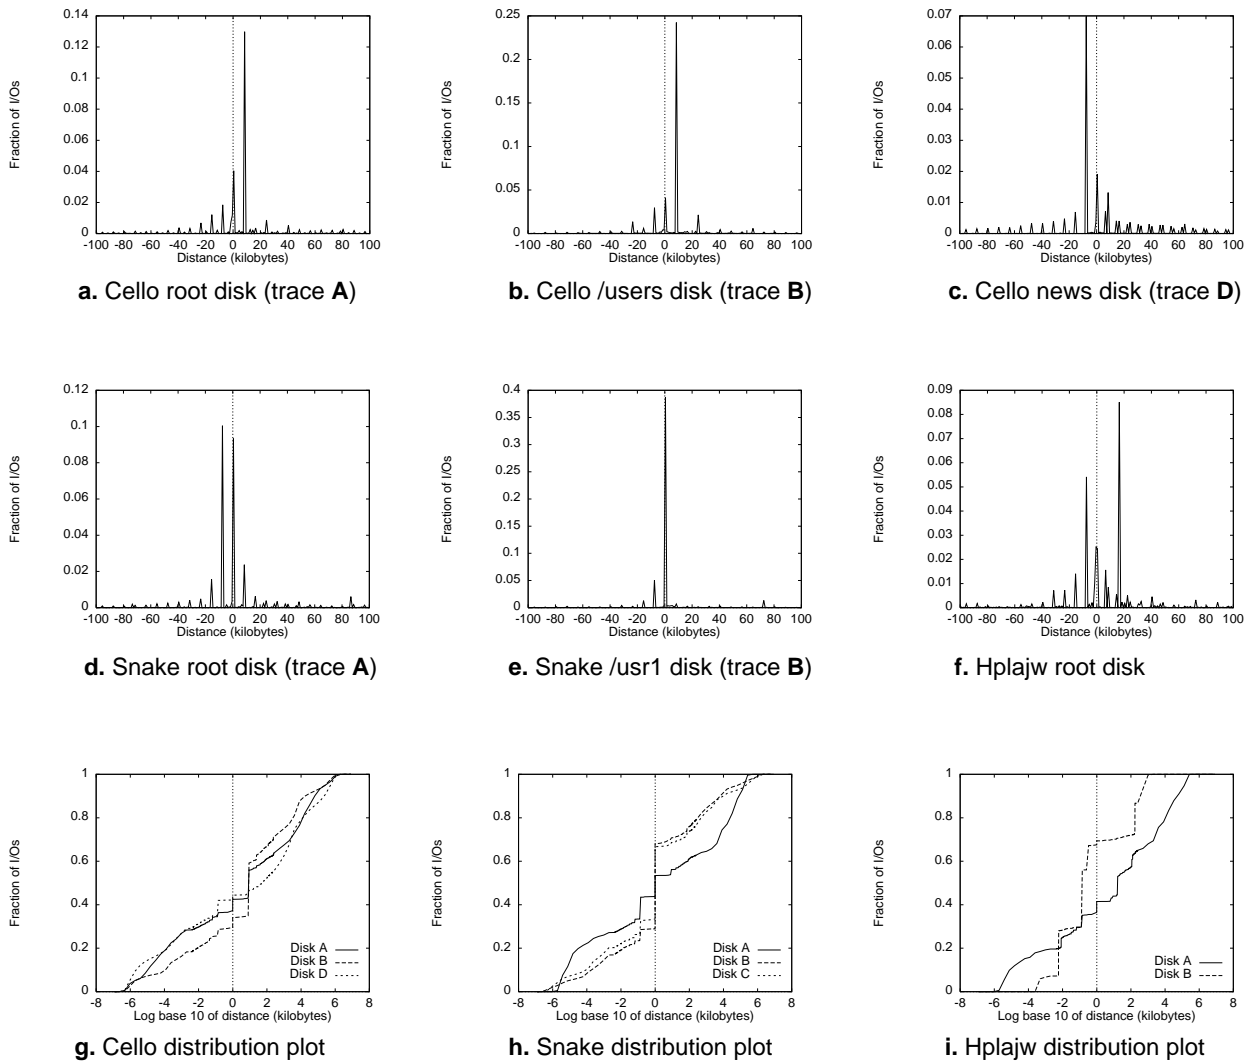 0.14
0.12
0.1
0.08
0.06
0.04
0.02
0
Fraction of I/Os
-100 -80 -60 -40 -20 0 20 40 60 80 100
Distance (kilobytes)
a. Cello root disk (trace A)
0.25
0.2
0.15
0.1
0.05
0
Fraction of I/Os
-100 -80 -60 -40 -20 0 20 40 60 80 100
Distance (kilobytes)
b. Cello /users disk (trace B)
0.07
0.06
0.05
0.04
0.03
0.02
0.01
0
Fraction of I/Os
-100 -80 -60 -40 -20 0 20 40 60 80 100
Distance (kilobytes)
c. Cello news disk (trace D)
0.12
0.1
0.08
0.06
0.04
0.02
0
Fraction of I/Os
-100 -80 -60 -40 -20 0 20 40 60 80 100
Distance (kilobytes)
d. Snake root disk (trace A)
0.4
0.35
0.3
0.25
0.2
0.15
0.1
0.05
0
Fraction of I/Os
-100 -80 -60 -40 -20 0 20 40 60 80 100
Distance (kilobytes)
e. Snake /usr1 disk (trace B)
0.09
0.08
0.07
0.06
0.05
0.04
0.03
0.02
0.01
0
Fraction of I/Os
-100 -80 -60 -40 -20 0 20 40 60 80 100
Distance (kilobytes)
f. Hplajw root disk
1
0.8
0.6
0.4
0.2
0
Fraction of I/Os
Disk A
Disk B
Disk D
-8 -6 -4 -2 0 2 4 6 8
Log base 10 of distance (kilobytes)
g. Cello distribution plot
1
0.8
0.6
0.4
0.2
0
Fraction of I/Os
Disk A
Disk B
Disk C
-8 -6 -4 -2 0 2 4 6 8
Log base 10 of distance (kilobytes)
h. Snake distribution plot
1
0.8
0.6
0.4
0.2
0
Fraction of I/Os
Disk A
Disk B
-8 -6 -4 -2 0 2 4 6 8
Log base 10 of distance (kilobytes)
i. Hplajw distribution plot